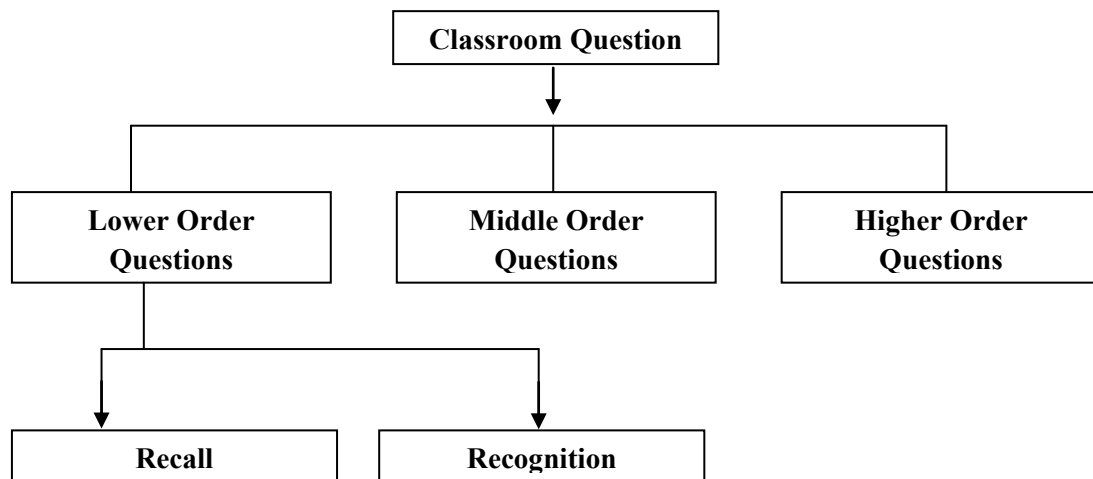 Classroom Question
Lower Order
Questions
Middle Order
Questions
Higher Order
Questions
Recall
Recognition